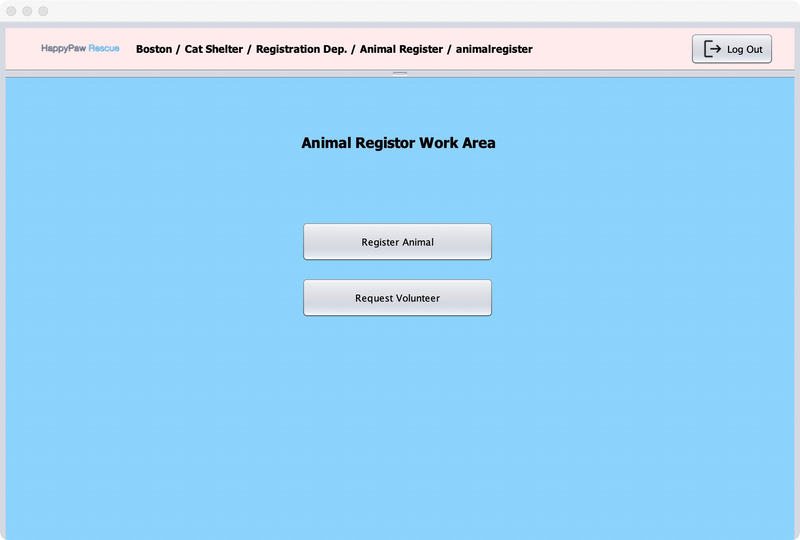 HappyPaw Rescue
Boston / Cat Shelter / Registration Dep. / Animal Register / animalregister
Log Out
Animal Registor Work Area
Register Animal
Request Volunteer